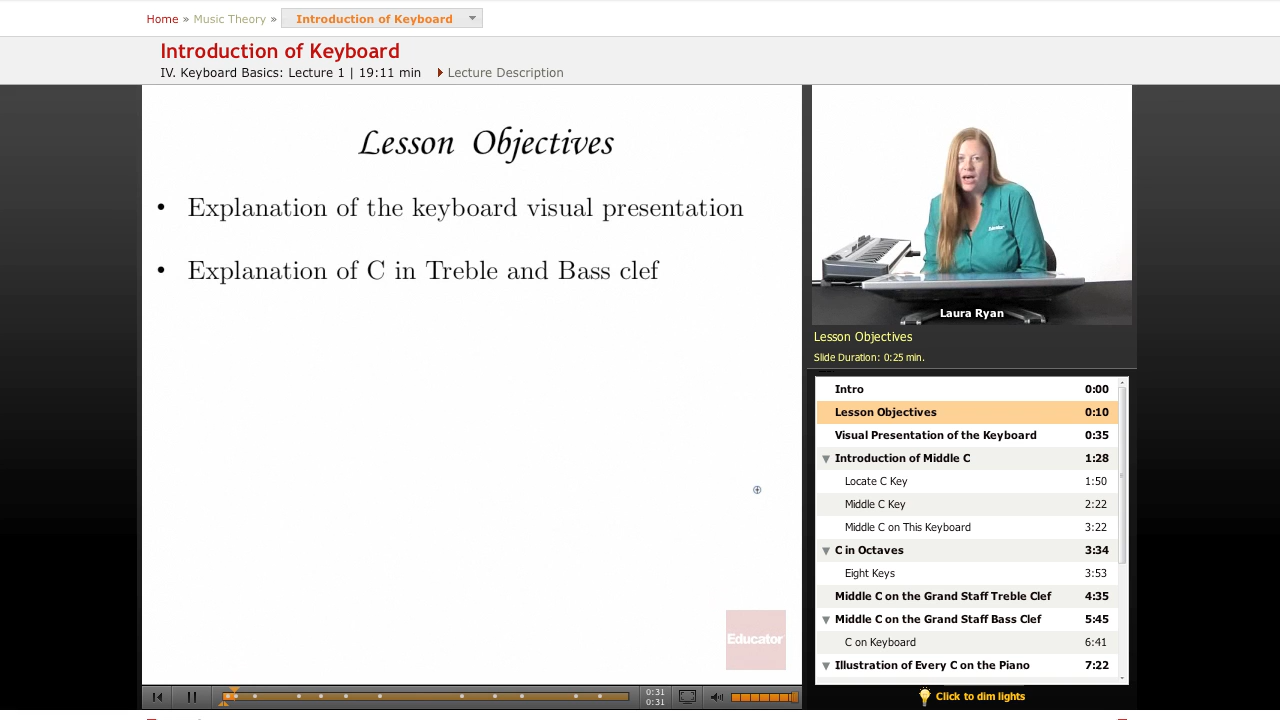 Home » Music Theory » Introduction of Keyboard
Introduction of Keyboard
IV. Keyboard Basics: Lecture 1 | 19:11 min Lecture Description
Lesson Objectives
• Explanation of the keyboard visual presentation
• Explanation of C in Treble and Bass clef
Educator
0:31
0:31
Laura Ryan
Lesson Objectives
Slide Duration: 0:25 min.
Intro 0:00
Lesson Objectives 0:10
Visual Presentation of the Keyboard 0:35
Introduction of Middle C 1:28
Locate C Key 1:50
Middle C Key 2:22
Middle C on This Keyboard 3:22
C in Octaves 3:34
Eight Keys 3:53
Middle C on the Grand Staff Treble Clef 4:35
Middle C on the Grand Staff Bass Clef 5:45
C on Keyboard 6:41
Illustration of Every C on the Piano 7:22
Click to dim lights